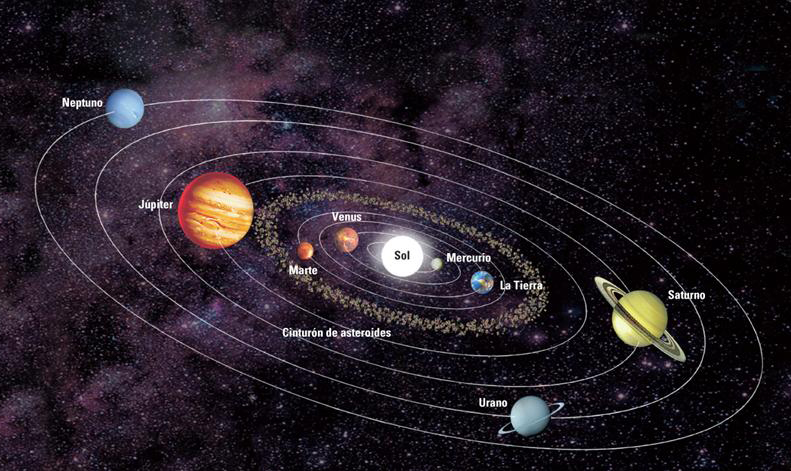 Neptuno
Júpiter
Venus
Sol
Mercurio
Marte
La Tierra
Saturno
Cinturón de asteroides
Urano